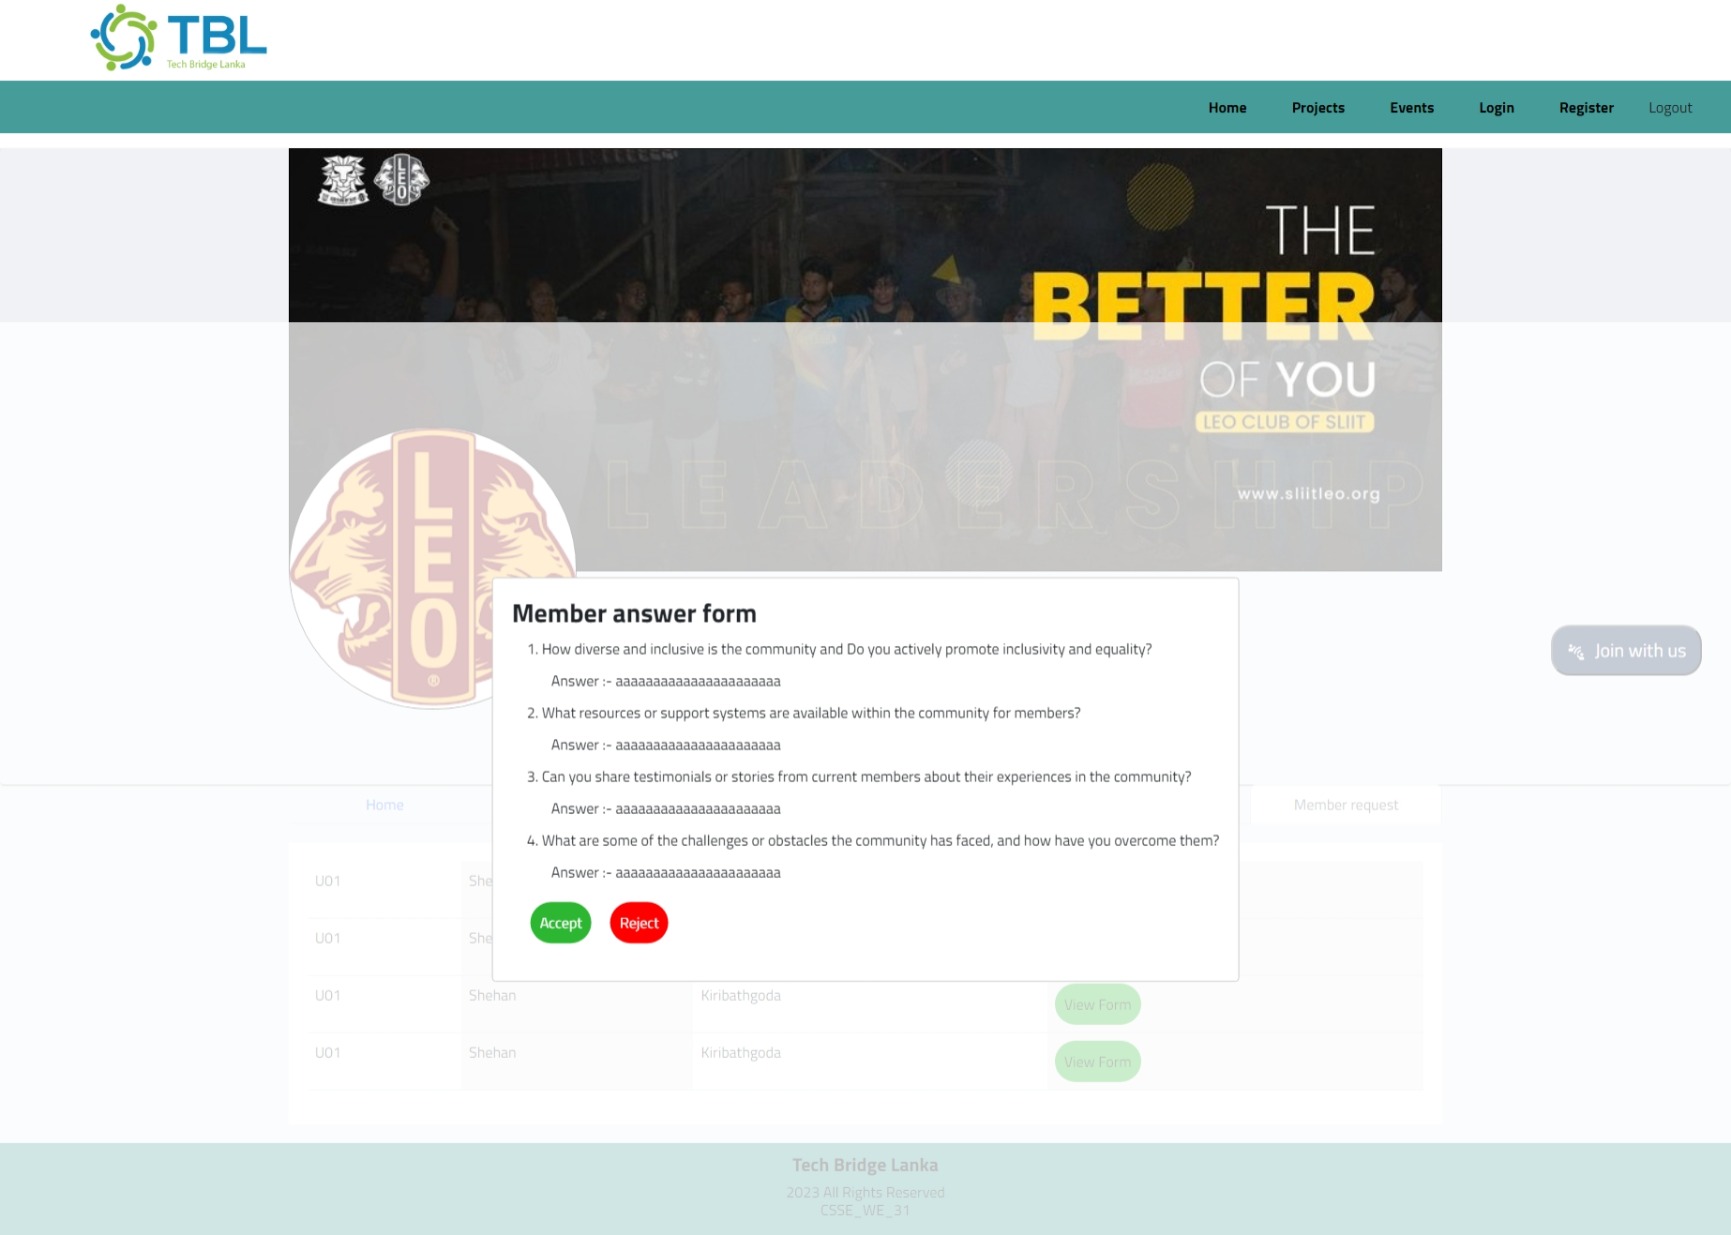 TBL
Tech Bridge Lanka
Home Projects Events Login Register Logout
LEO
THE
BETTER
OF YOU
LEO CLUB OF SLIIT
LEADERSHIP
www.sliitleo.org
LEO
®
Member answer form
1. How diverse and inclusive is the community and Do you actively promote inclusivity and equality?
Answer :- aaaaaaaaaaaaaaaaaaaaaaa
2. What resources or support systems are available within the community for members?
Answer :- aaaaaaaaaaaaaaaaaaaaaaa
3. Can you share testimonials or stories from current members about their experiences in the community?
Answer :- aaaaaaaaaaaaaaaaaaaaaaa
4. What are some of the challenges or obstacles the community has faced, and how have you overcome them?
Answer :- aaaaaaaaaaaaaaaaaaaaaaa
Accept Reject
Join with us
Home Member request
U01 She
U01 She
U01 Shehan Kiribathgoda View Form
U01 Shehan Kiribathgoda View Form
Tech Bridge Lanka
2023 All Rights Reserved
CSSE_WE_31